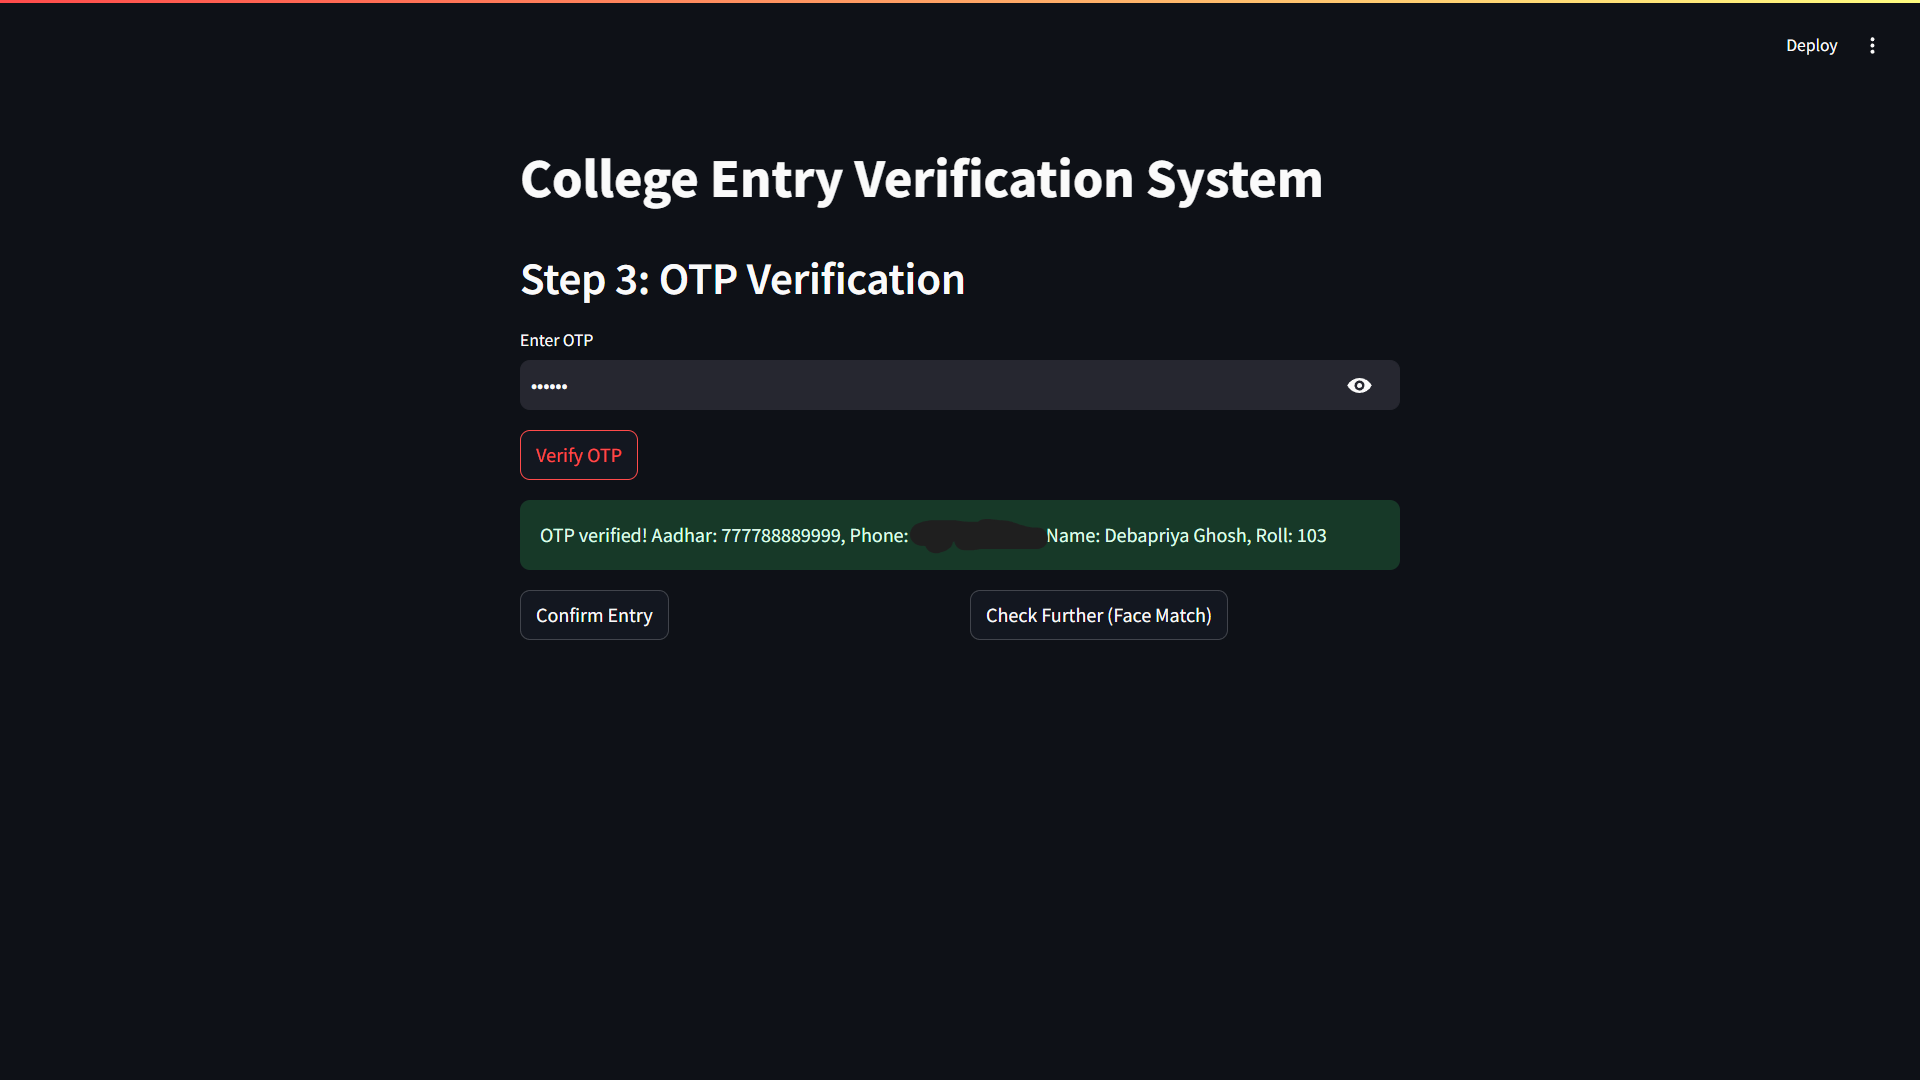 Deploy
College Entry Verification System
Step 3: OTP Verification
Enter OTP
••••••
Verify OTP
OTP verified! Aadhar: 777788889999, Phone: Name: Debapriya Ghosh, Roll: 103
Confirm Entry
Check Further (Face Match)